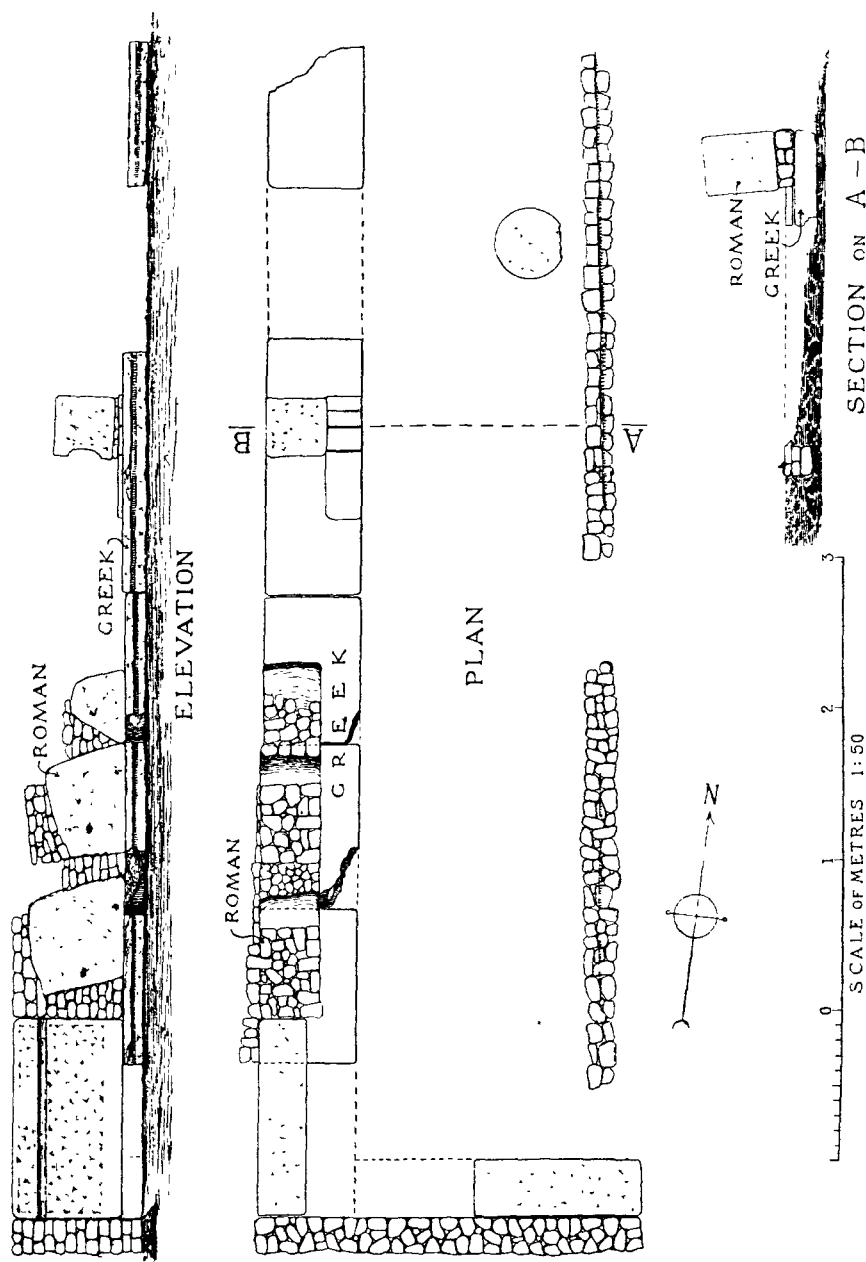 ROMAN
GREEK
ELEVATION
B
ROMAN
GREEK
PLAN
A
N
ROMAN
GREEK
SECTION ON A – B
0 1 2 3
SCALE OF METRES 1:50